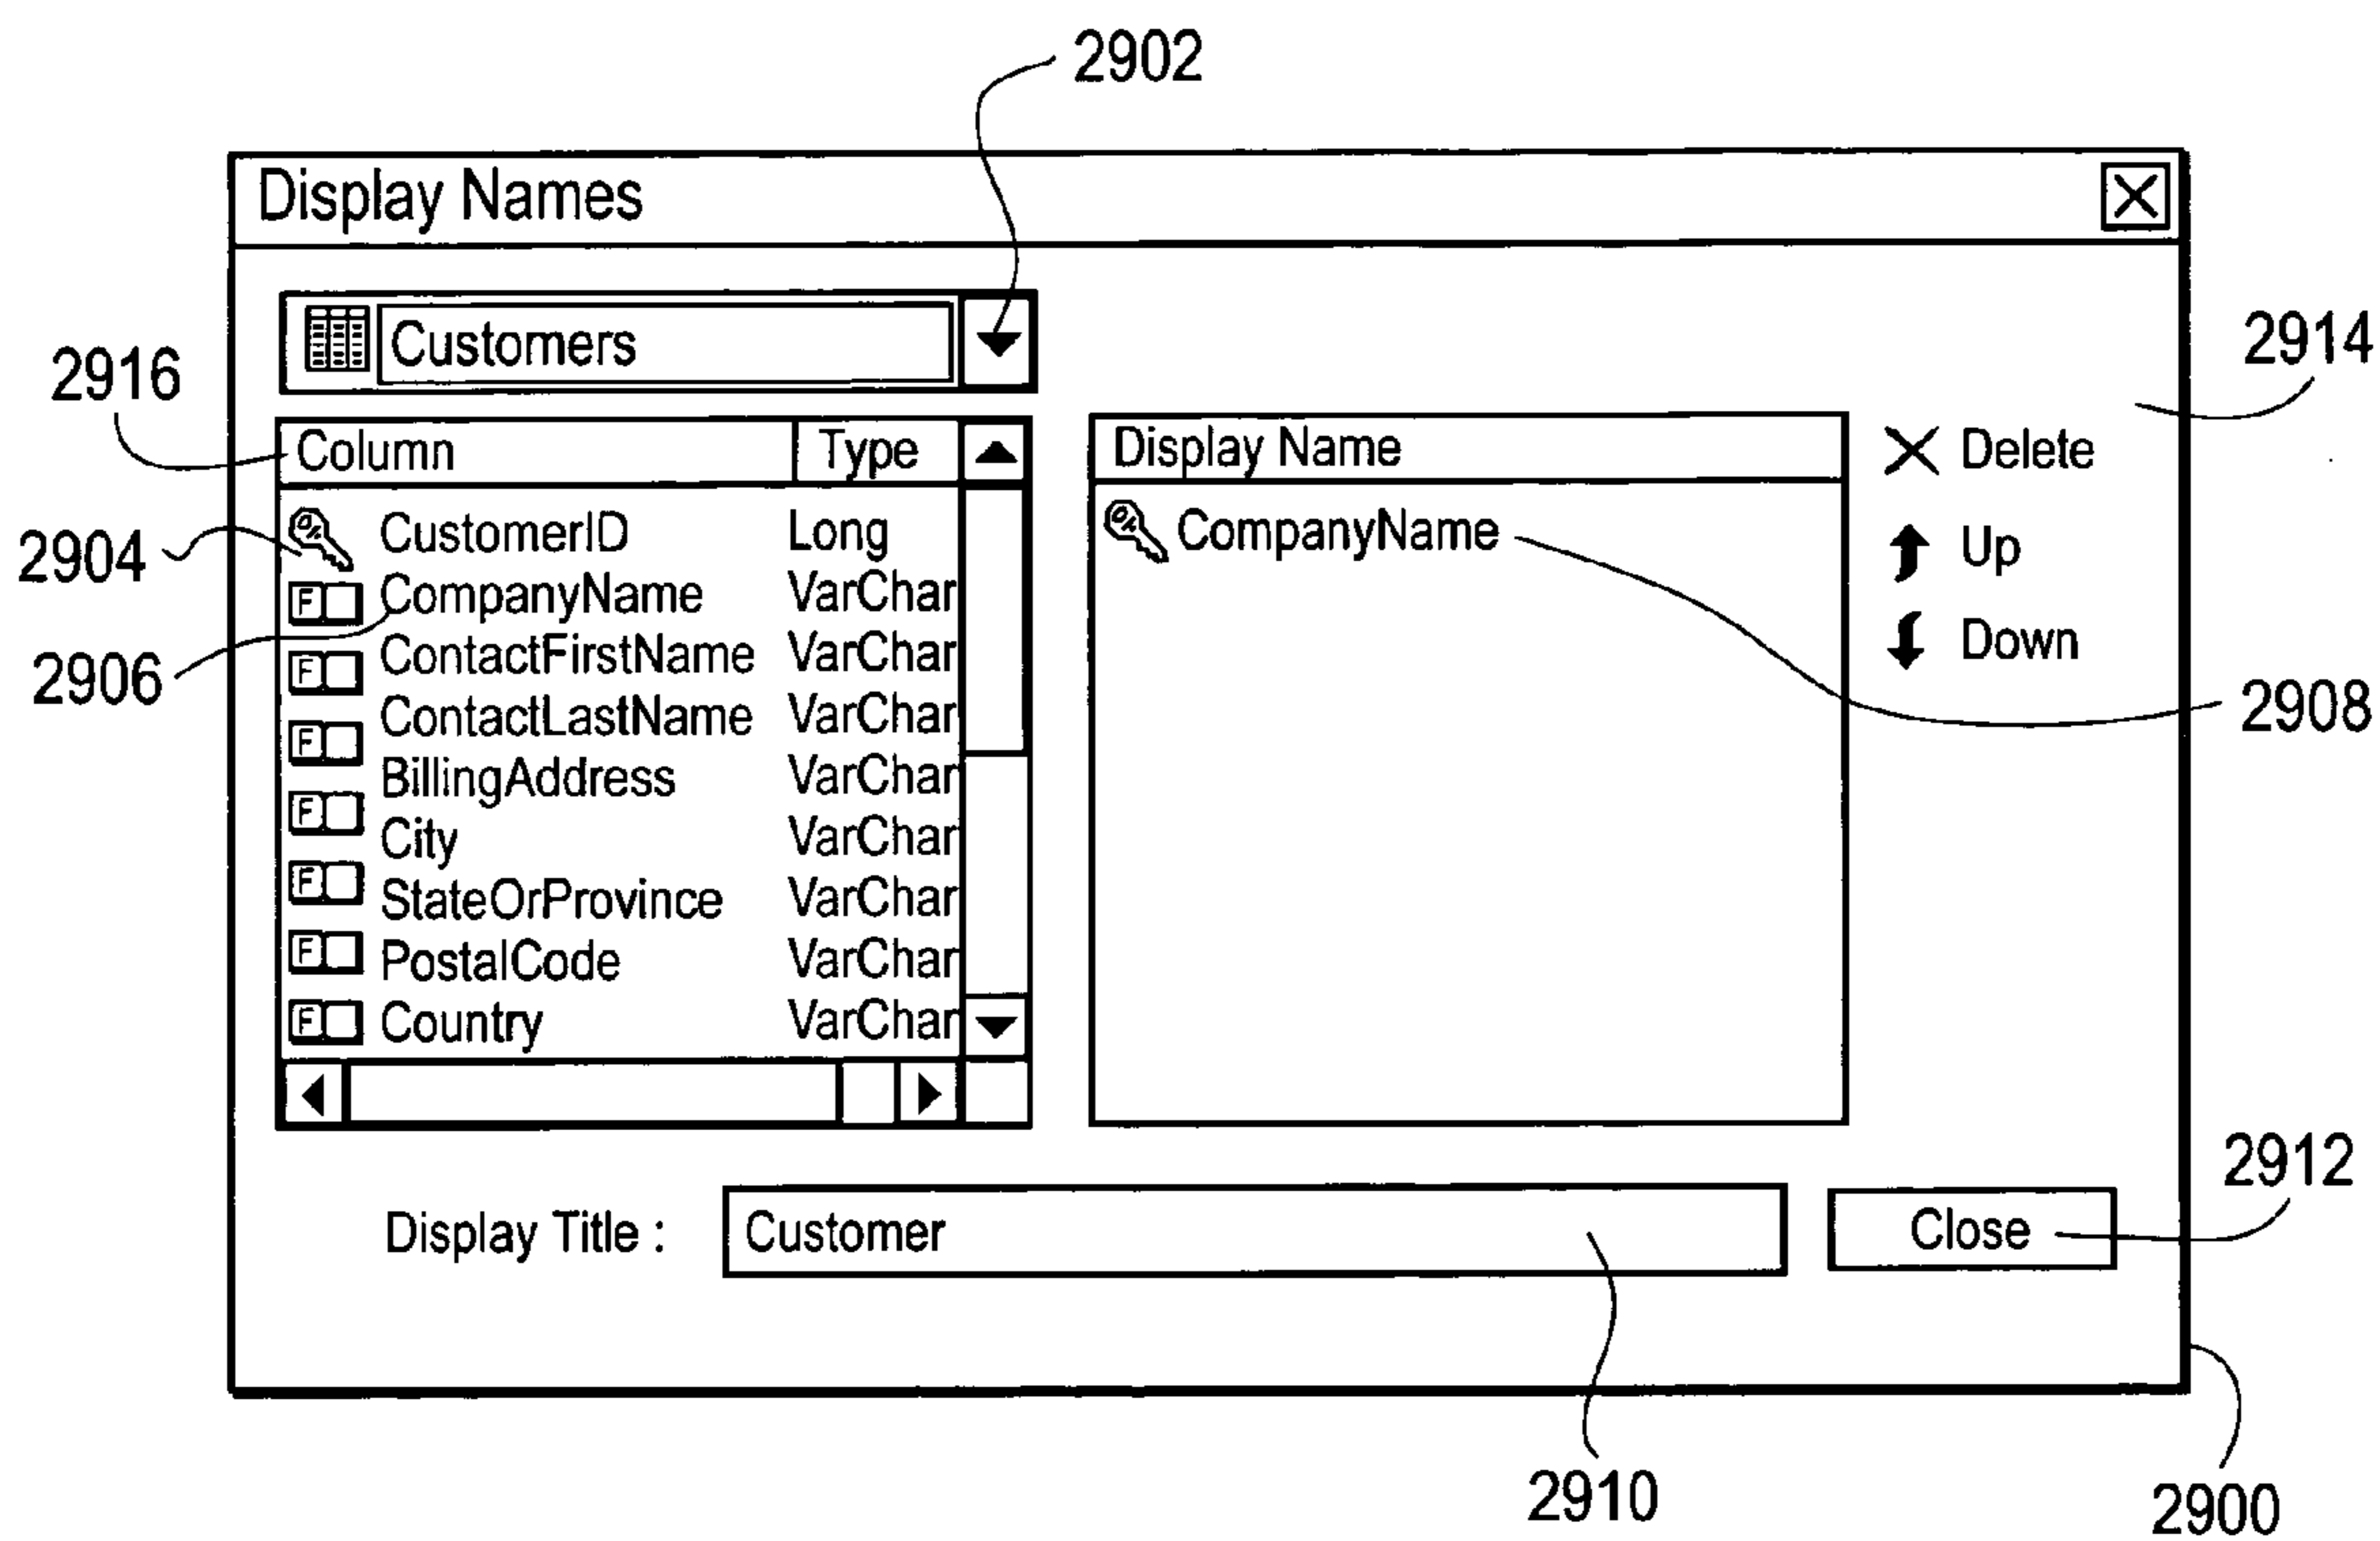 2902
Display Names
Customers
2914
2916
Column Type
Display Name
Delete
2904
CustomerID Long
CompanyName
Up
CompanyName VarChar
2906
ContactFirstName VarChar
Down
2908
ContactLastName VarChar
BillingAddress VarChar
City VarChar
StateOrProvince VarChar
PostalCode VarChar
Country VarChar
F
F
F
F
F
F
F
2912
Display Title : Customer
Close
2910
2900